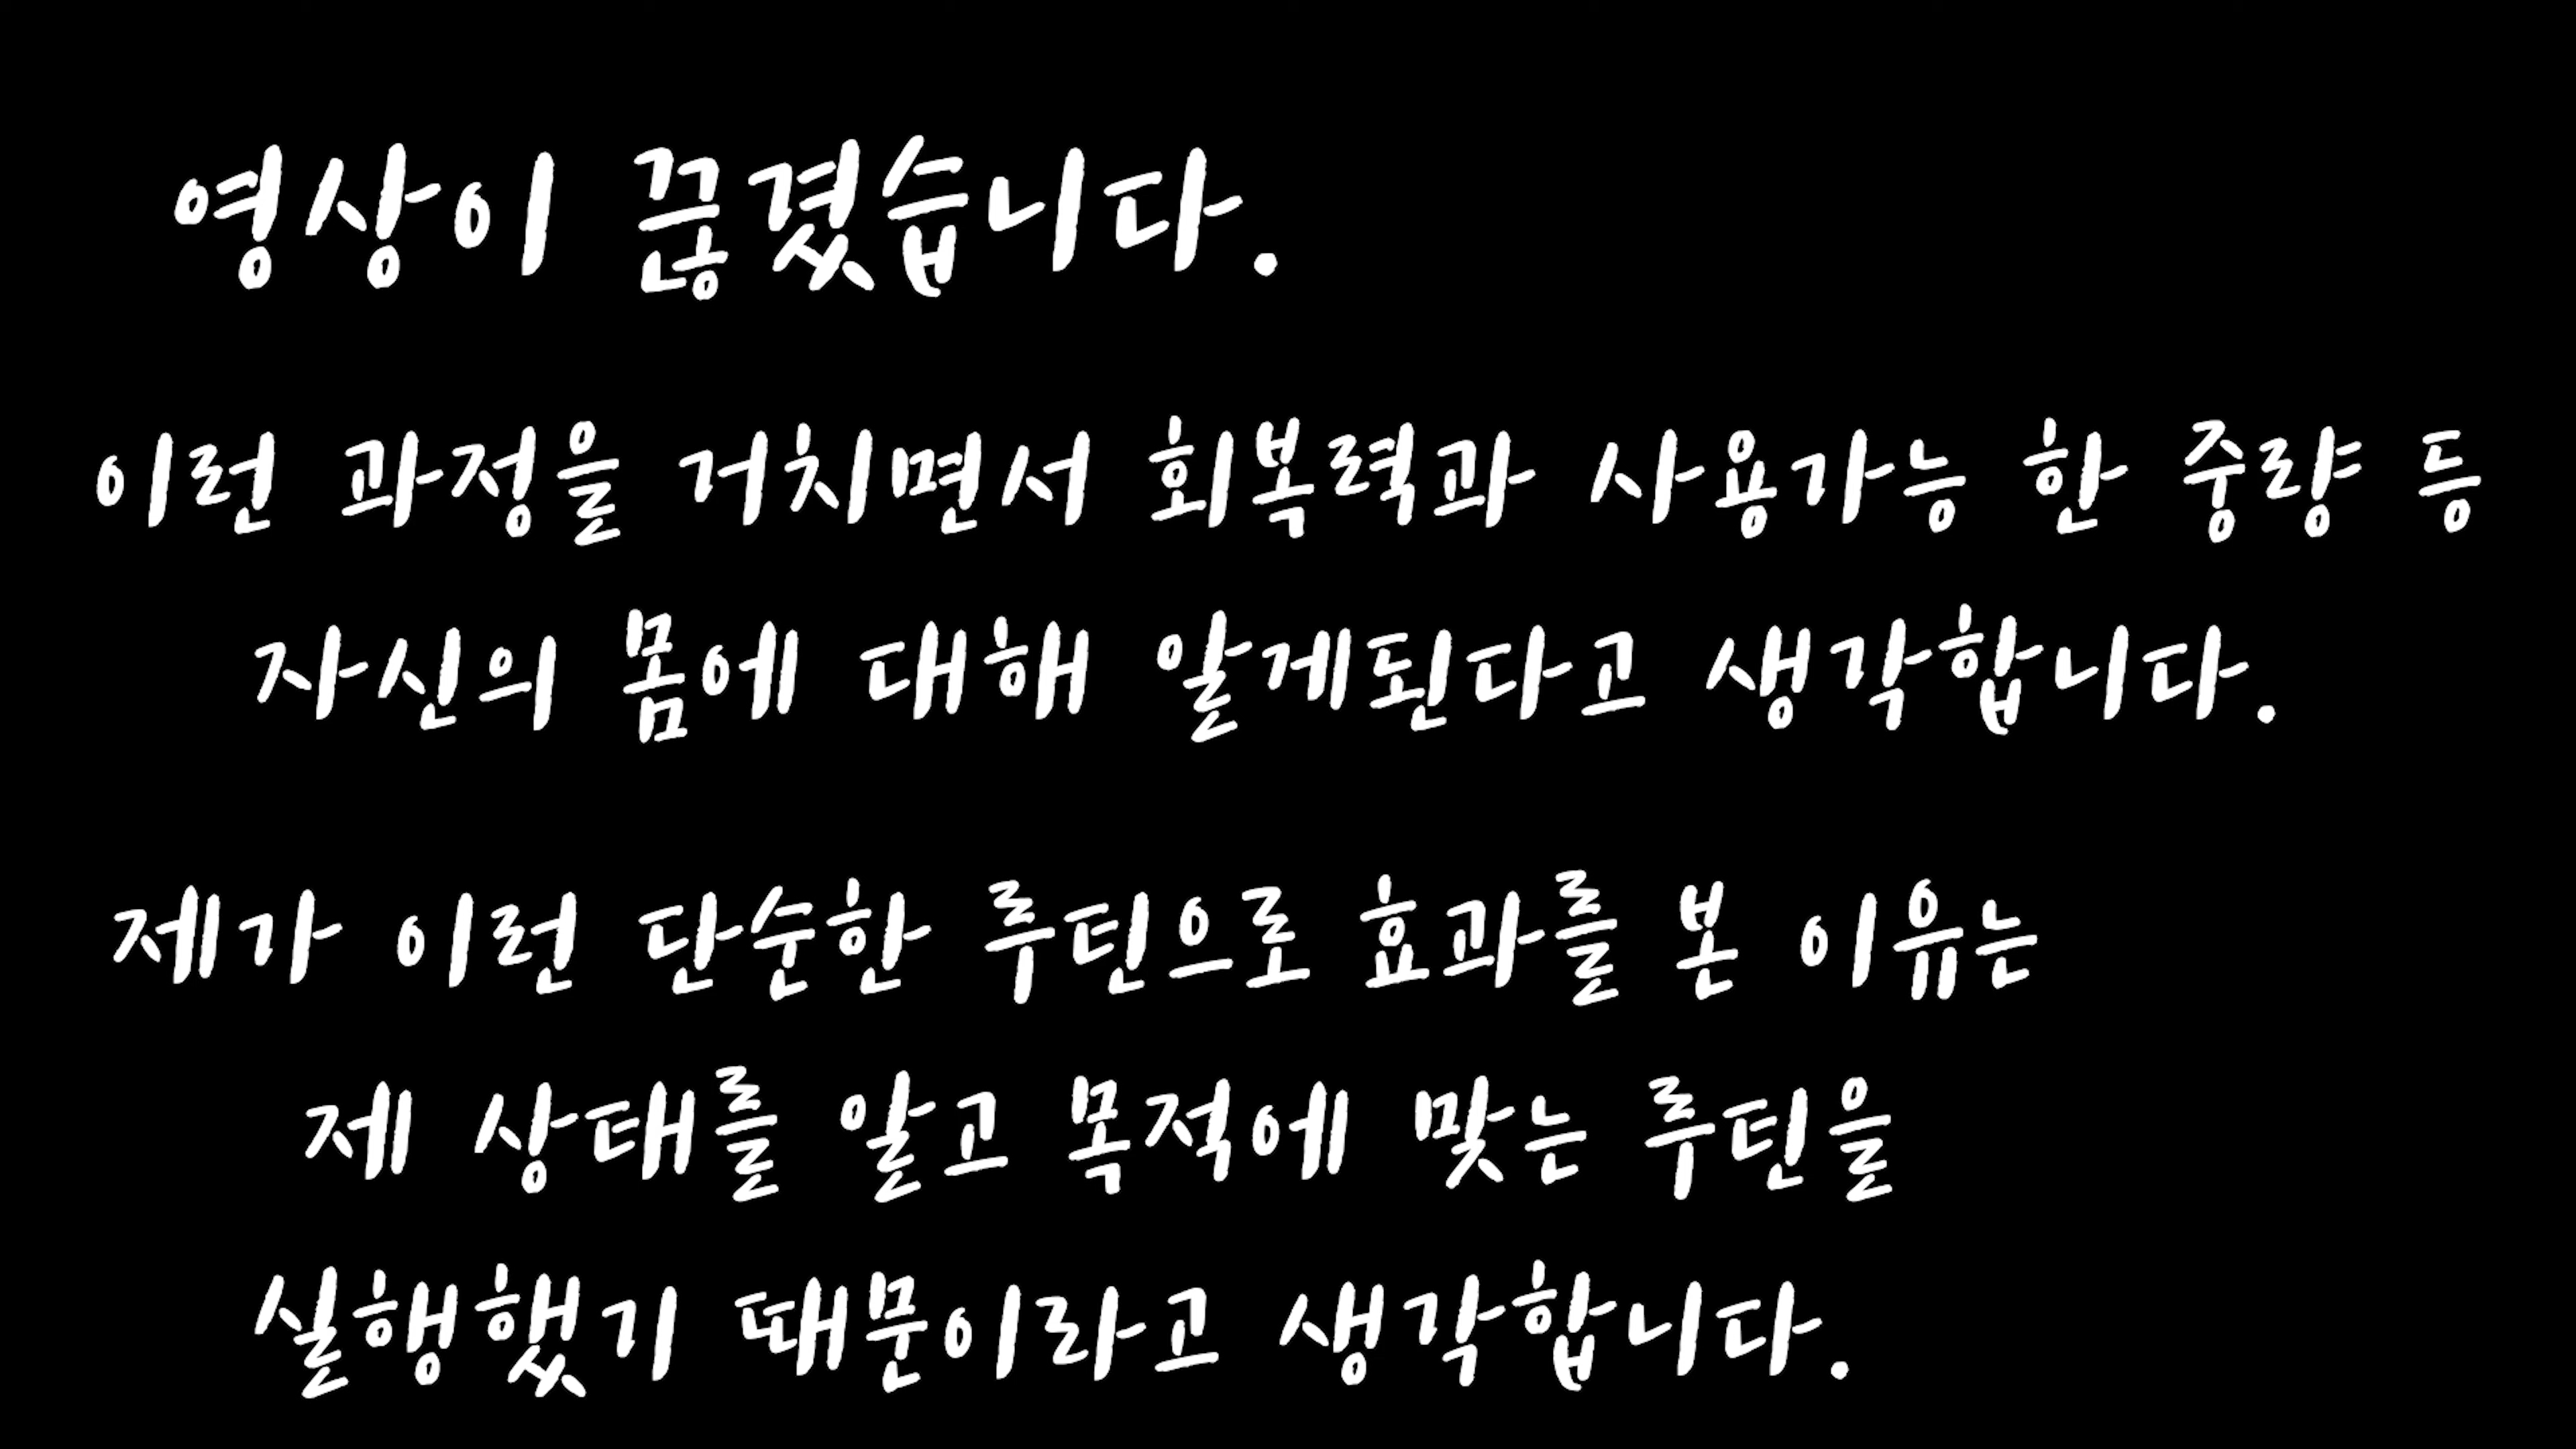 영상이 끊겼습니다.
이런 과정을 거치면서 회복력과 사용가능 한 중량 등
자신의 몸에 대해 알게된다고 생각합니다.
제가 이런 단순한 루틴으로 효과를 본 이유는
제 상태를 알고 목적에 맞는 루틴을
실행했기 때문이라고 생각합니다.